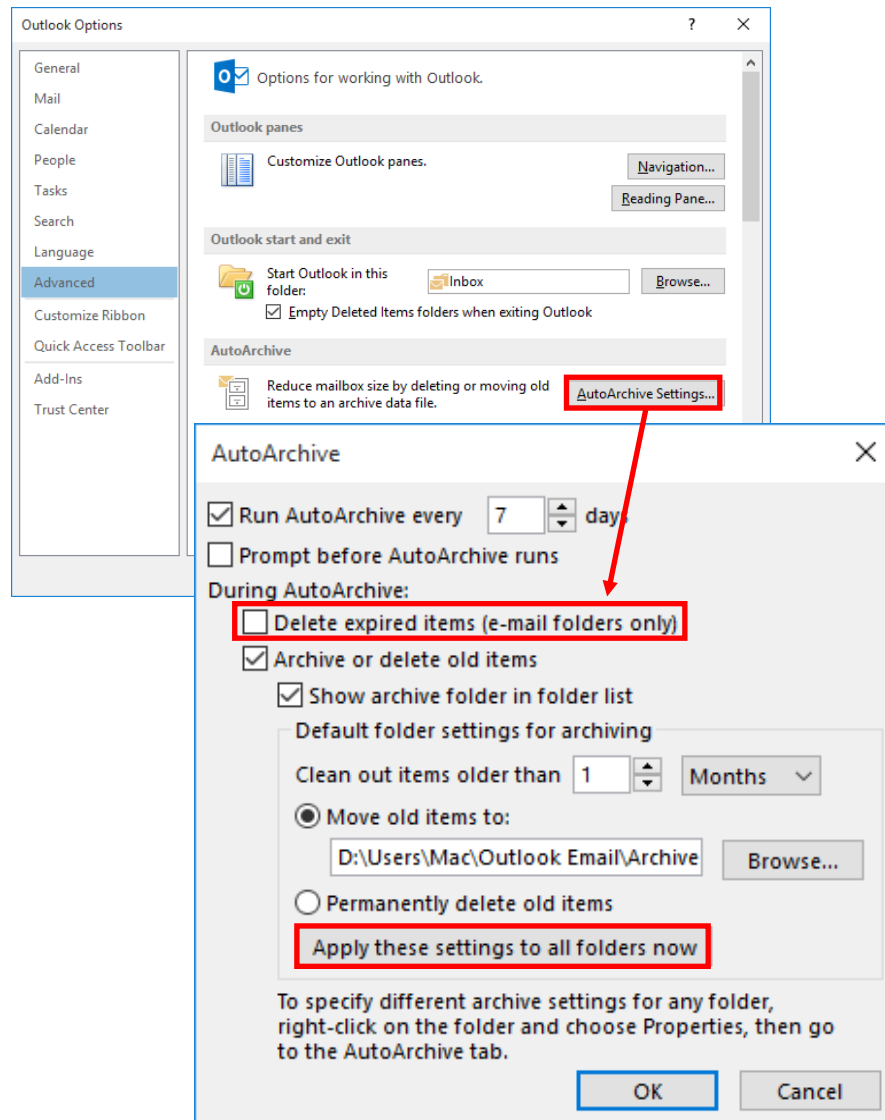 Outlook Options
?
General
Mail
Calendar
People
Tasks
Search
Language
Advanced
Customize Ribbon
Quick Access Toolbar
Add-Ins
Trust Center
Options for working with Outlook.
Outlook panes
Customize Outlook panes.
Navigation...
Reading Pane...
Outlook start and exit
Start Outlook in this
folder:
Inbox
Browse...
Empty Deleted Items folders when exiting Outlook
AutoArchive
Reduce mailbox size by deleting or moving old
items to an archive data file.
AutoArchive Settings...
AutoArchive
Run AutoArchive every 7 days
Prompt before AutoArchive runs
During AutoArchive:
Delete expired items (e-mail folders only)
Archive or delete old items
Show archive folder in folder list
Default folder settings for archiving
Clean out items older than 1 Months
Move old items to:
D:\Users\Mac\Outlook Email\Archive
Browse...
Permanently delete old items
Apply these settings to all folders now
To specify different archive settings for any folder,
right-click on the folder and choose Properties, then go
to the AutoArchive tab.
OK
Cancel